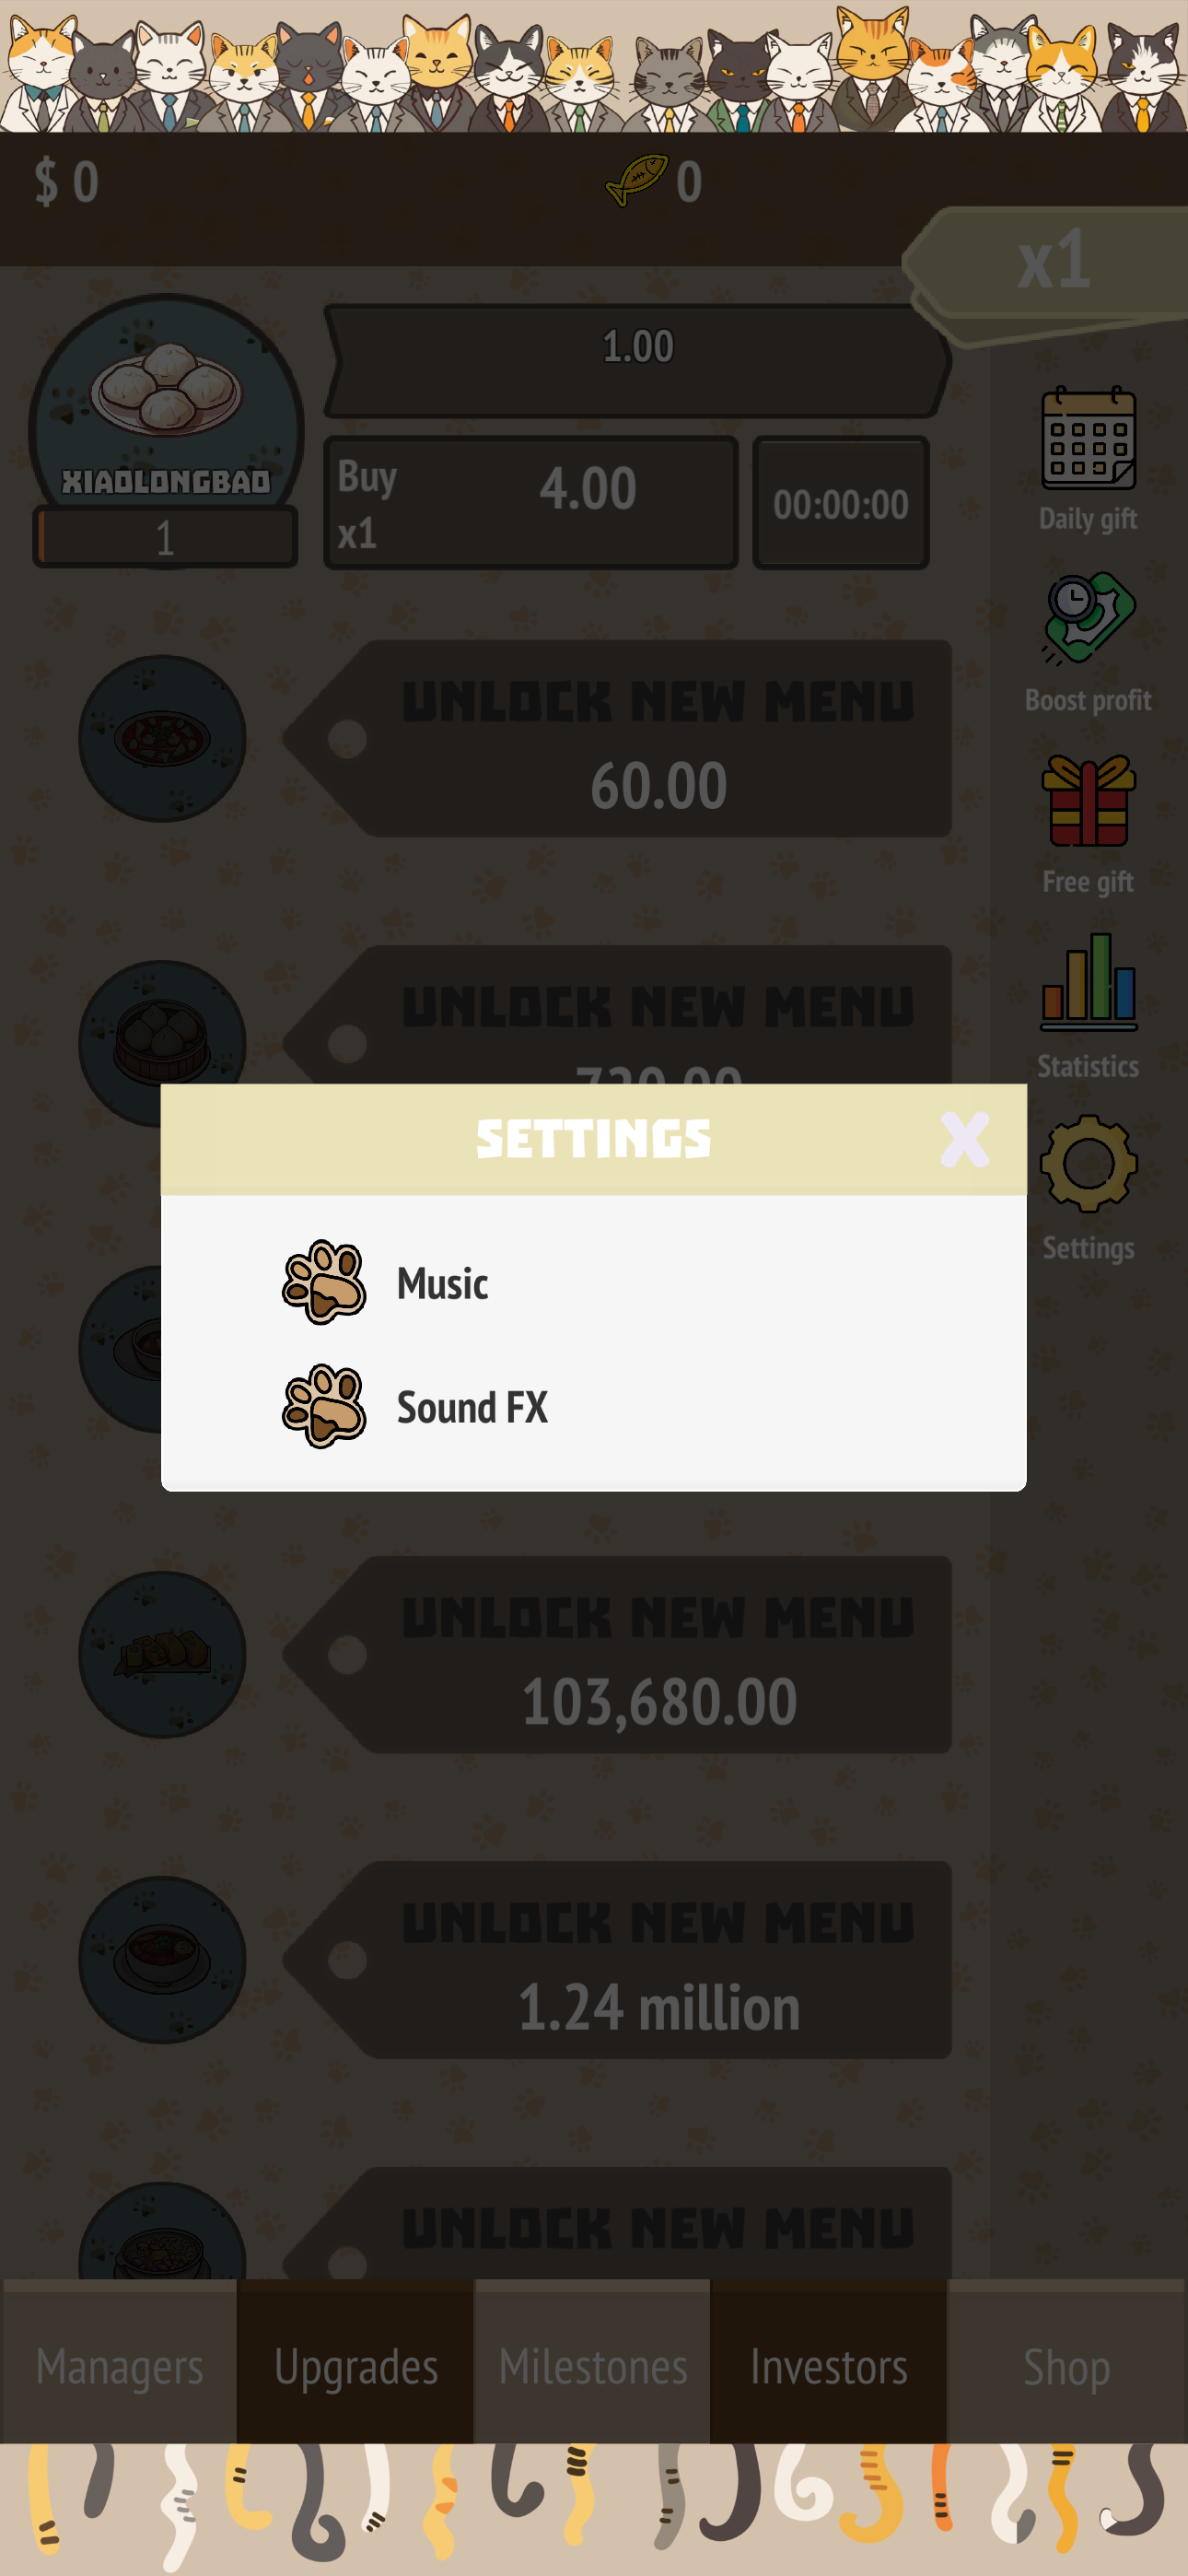 $ 0
0
x1
1.00
XIAOLONGBAO
1
Buy
x1
4.00
00:00:00
Daily gift
Boost profit
UNLOCK NEW MENU
60.00
Free gift
UNLOCK NEW MENU
Statistics
SETTINGS
X
Settings
Music
Sound FX
UNLOCK NEW MENU
103,680.00
UNLOCK NEW MENU
1.24 million
UNLOCK NEW MENU
Managers
Upgrades
Milestones
Investors
Shop